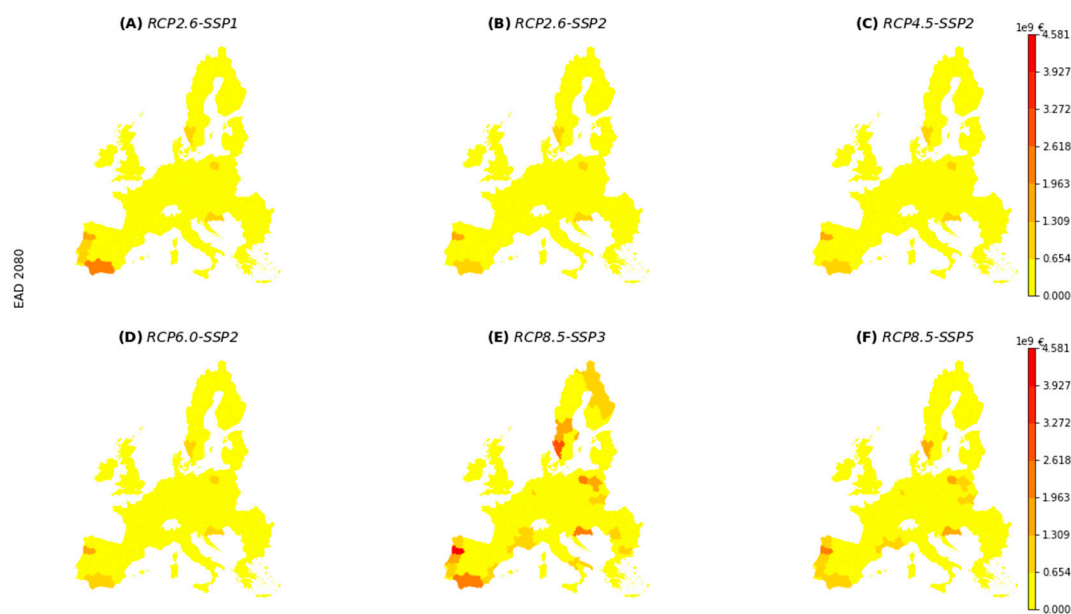 (A) RCP2.6-SSP1
(B) RCP2.6-SSP2
(C) RCP4.5-SSP2
1e9 €
4.581
3.927
3.272
2.618
1.963
1.309
0.654
0.000
EAD 2080
(D) RCP6.0-SSP2
(E) RCP8.5-SSP3
(F) RCP8.5-SSP5
1e9 €
4.581
3.927
3.272
2.618
1.963
1.309
0.654
0.000